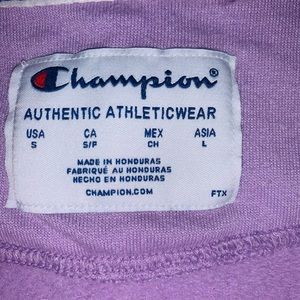 Champion®
AUTHENTIC ATHLETICWEAR
USA CA MEX ASIA
S S/P CH L
MADE IN HONDURAS
FABRIQUÉ AU HONDURAS
HECHO EN HONDURAS
CHAMPION.COM FTX